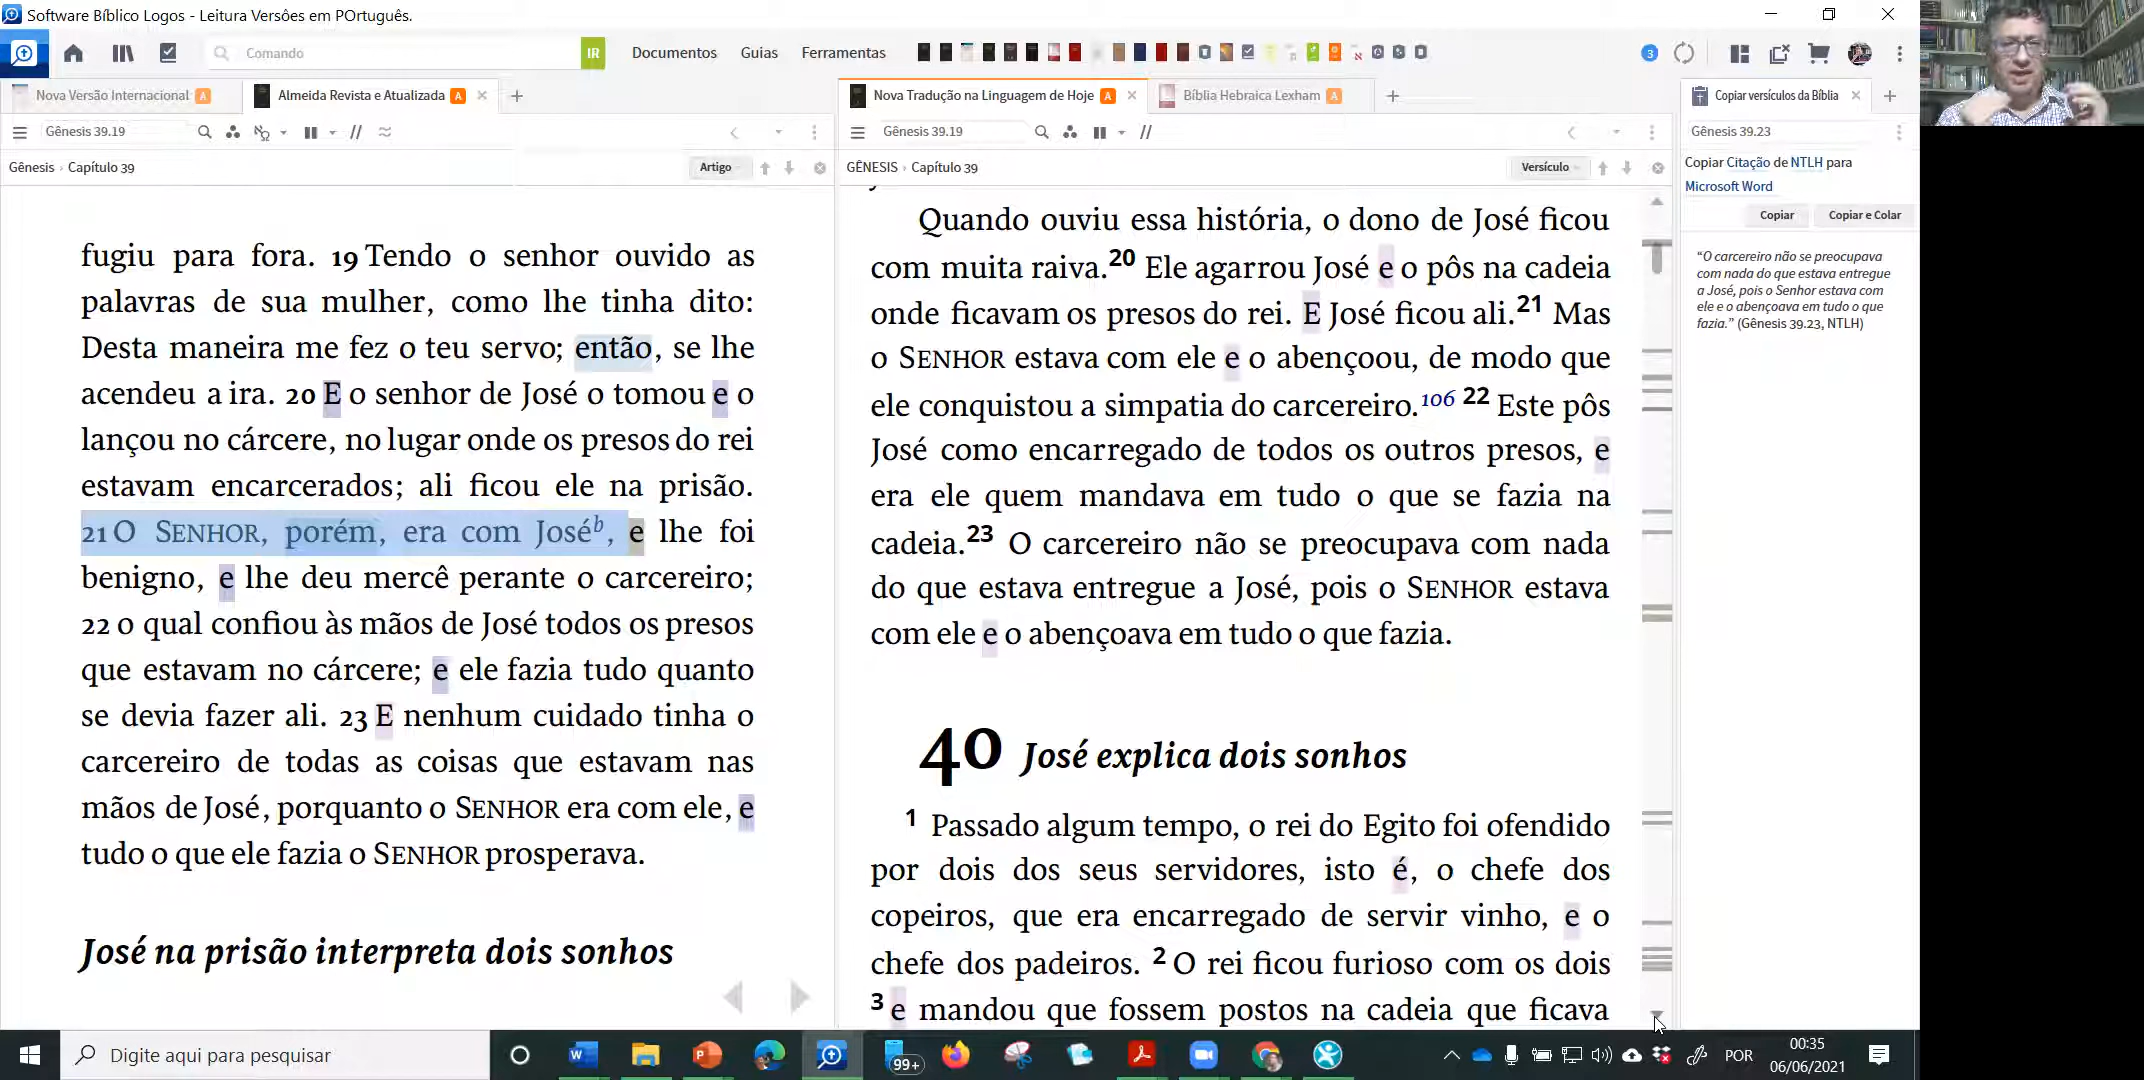 Software Bíblico Logos - Leitura Versôes em POrtuguês.
Comando
IR
Documentos
Guias
Ferramentas
3
Nova Versão Internacional A
Almeida Revista e Atualizada A
Gênesis 39.19
Gênesis › Capítulo 39
Artigo
fugiu para fora. 19 Tendo o senhor ouvido as
palavras de sua mulher, como lhe tinha dito:
Desta maneira me fez o teu servo; então, se lhe
acendeu a ira. 20 E o senhor de José o tomou e o
lançou no cárcere, no lugar onde os presos do rei
estavam encarcerados; ali ficou ele na prisão.
21 O SENHOR, porém, era com José b, e lhe foi
benigno, e lhe deu mercê perante o carcereiro;
22 o qual confiou às mãos de José todos os presos
que estavam no cárcere; e ele fazia tudo quanto
se devia fazer ali. 23 E nenhum cuidado tinha o
carcereiro de todas as coisas que estavam nas
mãos de José, porquanto o SENHOR era com ele, e
tudo o que ele fazia o SENHOR prosperava.
José na prisão interpreta dois sonhos
Nova Tradução na Linguagem de Hoje A
Bíblia Hebraica Lexham A
Gênesis 39.19
GÊNESIS › Capítulo 39
Versículo
Quando ouviu essa história, o dono de José ficou
com muita raiva. 20 Ele agarrou José e o pôs na cadeia
onde ficavam os presos do rei. E José ficou ali. 21 Mas
o SENHOR estava com ele e o abençoou, de modo que
ele conquistou a simpatia do carcereiro. 106 22 Este pôs
José como encarregado de todos os outros presos, e
era ele quem mandava em tudo o que se fazia na
cadeia. 23 O carcereiro não se preocupava com nada
do que estava entregue a José, pois o SENHOR estava
com ele e o abençoava em tudo o que fazia.
40 José explica dois sonhos
1 Passado algum tempo, o rei do Egito foi ofendido
por dois dos seus servidores, isto é, o chefe dos
copeiros, que era encarregado de servir vinho, e o
chefe dos padeiros. 2 O rei ficou furioso com os dois
3 e mandou que fossem postos na cadeia que ficava
Copiar versículos da Bíblia
Gênesis 39.23
Copiar Citação de NTLH para
Microsoft Word
Copiar
Copiar e Colar
“O carcereiro não se preocupava
com nada do que estava entregue
a José, pois o Senhor estava com
ele e o abençoava em tudo o que
fazia.” (Gênesis 39.23, NTLH)
Digite aqui para pesquisar
99+
POR
00:35
06/06/2021